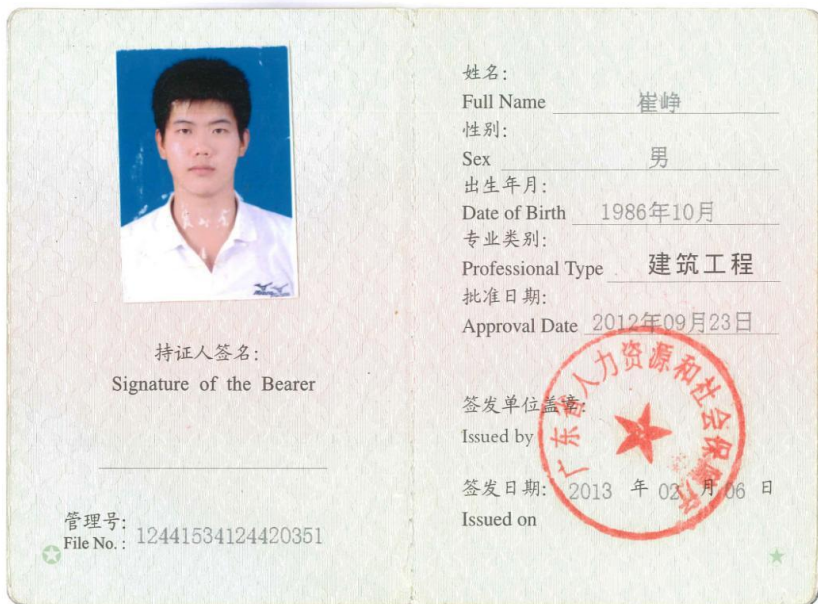 持证人签名:
Signature of the Bearer
管理号:
File No. : 12441534124420351
姓名:
Full Name 崔峥
性别:
Sex 男
出生年月:
Date of Birth 1986年10月
专业类别:
Professional Type 建筑工程
批准日期:
Approval Date 2012年09月23日
签发单位盖章:
Issued by
广东省人力资源和社会保障厅
签发日期: 2013 年 02 月 06 日
Issued on